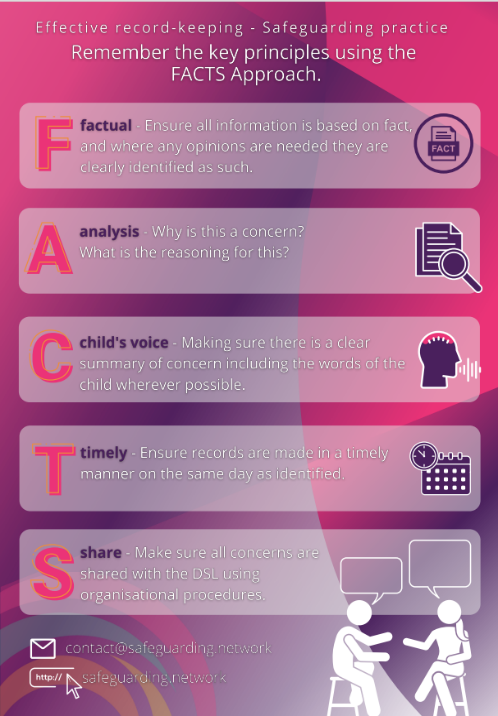 Effective record-keeping - Safeguarding practice
Remember the key principles using the
FACTS Approach.
F
factual - Ensure all information is based on fact,
and where any opinions are needed they are
clearly identified as such.
FACT
A
analysis - Why is this a concern?
What is the reasoning for this?
C
child's voice - Making sure there is a clear
summary of concern including the words of the
child wherever possible.
T
timely - Ensure records are made in a timely
manner on the same day as identified.
S
share - Make sure all concerns are
shared with the DSL using
organisational procedures.
contact@safeguarding.network
http://
safeguarding.network